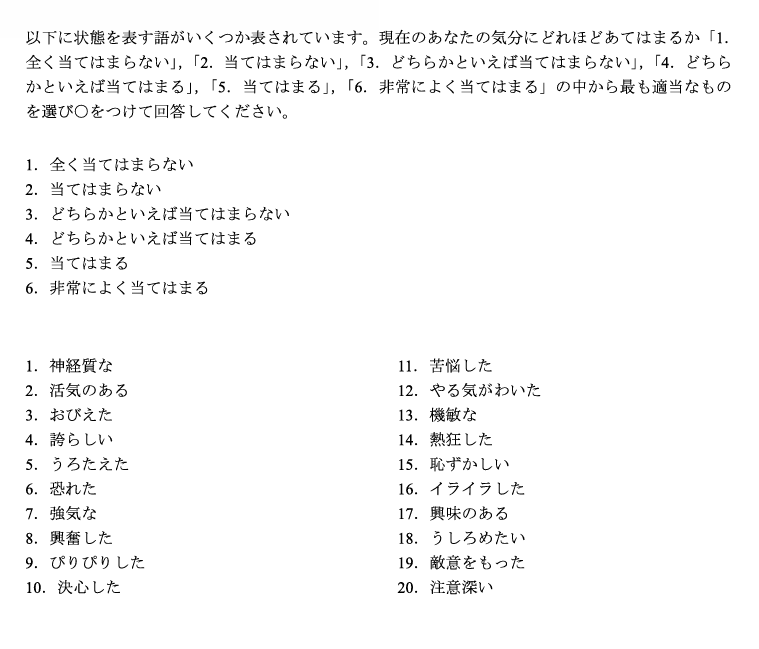 以下に状態を表す語がいくつか表されています。現在のあなたの気分にどれほどあてはまるか「1.
全く当てはまらない」,「2. 当てはまらない」,「3. どちらかといえば当てはまらない」,「4. どちら
かといえば当てはまる」,「5. 当てはまる」,「6. 非常によく当てはまる」の中から最も適当なもの
を選び○をつけて回答してください。
1. 全く当てはまらない
2. 当てはまらない
3. どちらかといえば当てはまらない
4. どちらかといえば当てはまる
5. 当てはまる
6. 非常によく当てはまる
1. 神経質な
2. 活気のある
3. おびえた
4. 誇らしい
5. うろたえた
6. 恐れた
7. 強気な
8. 興奮した
9. ぴりぴりした
10. 決心した
11. 苦悩した
12. やる気がわいた
13. 機敏な
14. 熱狂した
15. 恥ずかしい
16. イライラした
17. 興味のある
18. うしろめたい
19. 敵意をもった
20. 注意深い